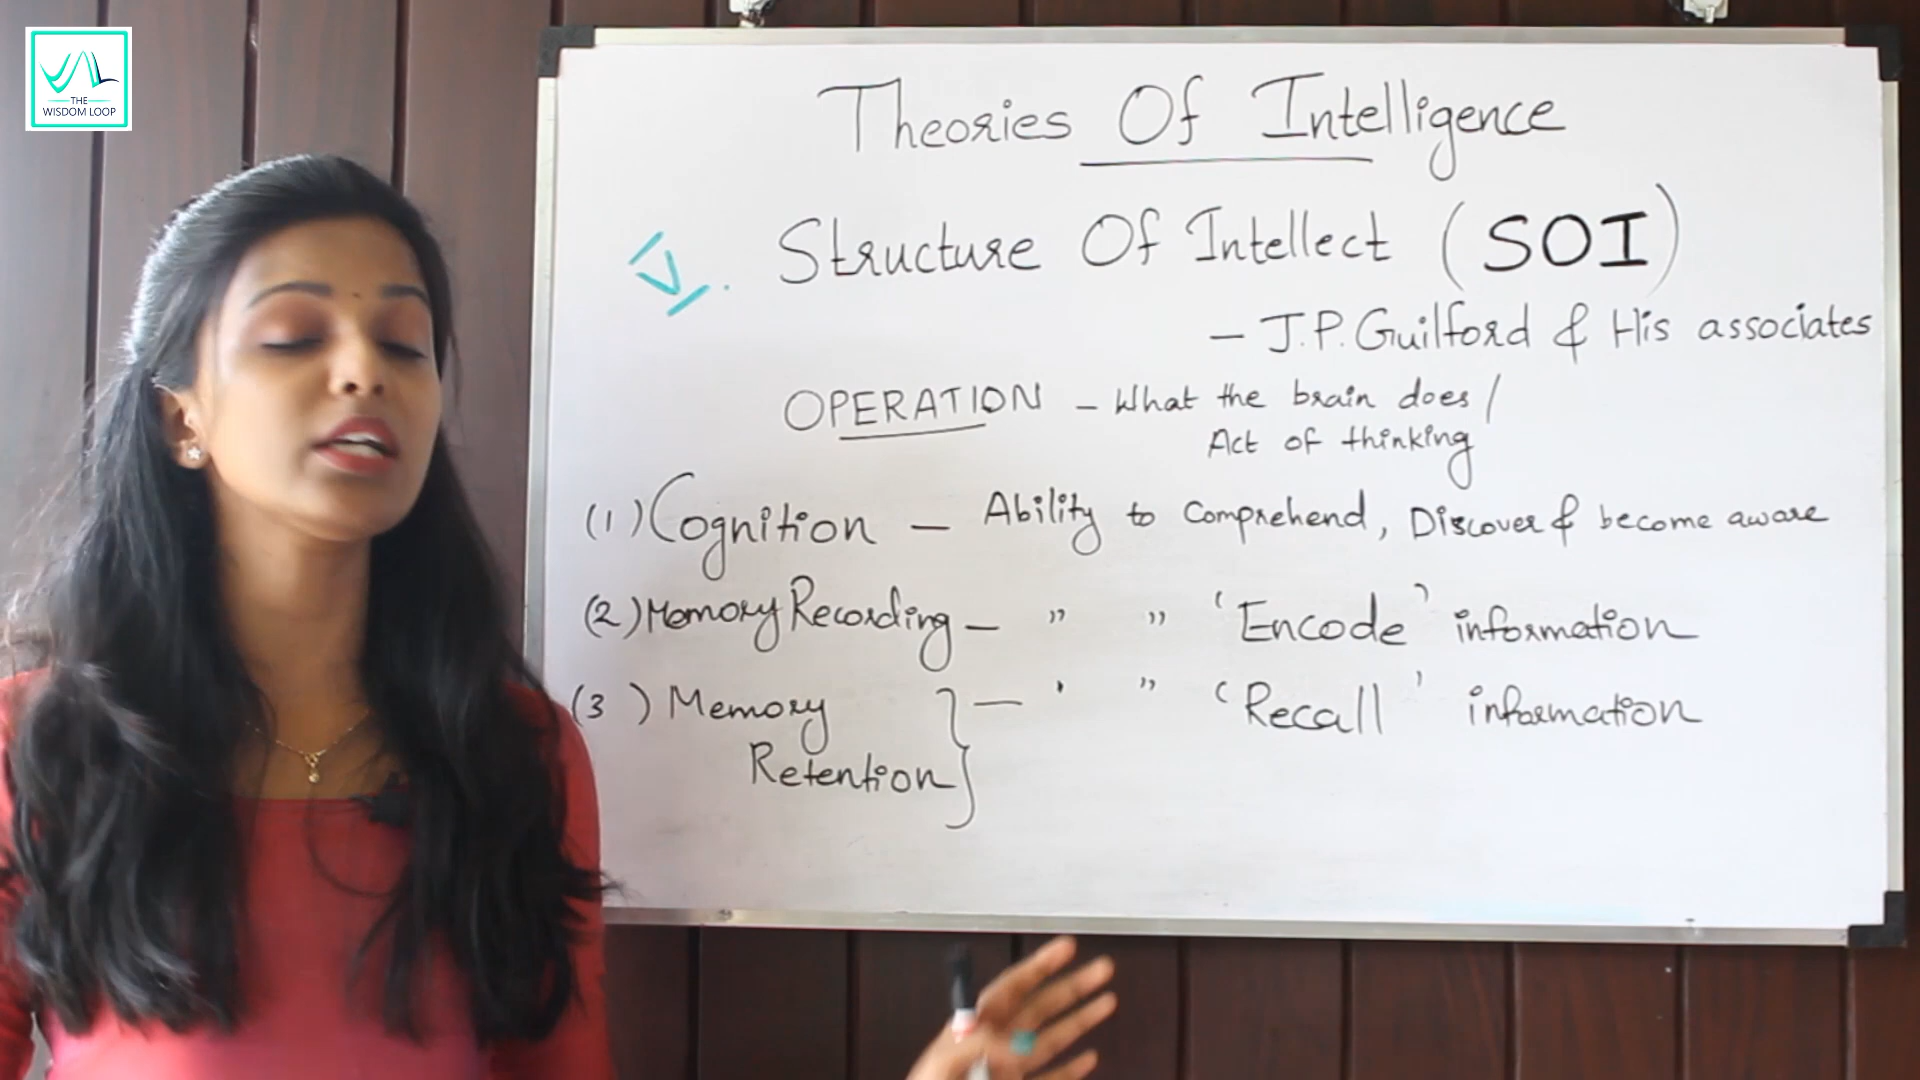 THE
WISDOM LOOP
Theories Of Intelligence
V. Structure Of Intellect (SOI)
– J.P. Guilford & His associates
OPERATION – What the brain does /
Act of thinking
(1) Cognition – Ability to Comprehend, Discover & become aware
(2) Memory Recording – " " 'Encode' information
(3) Memory Retention } – ' " 'Recall' information